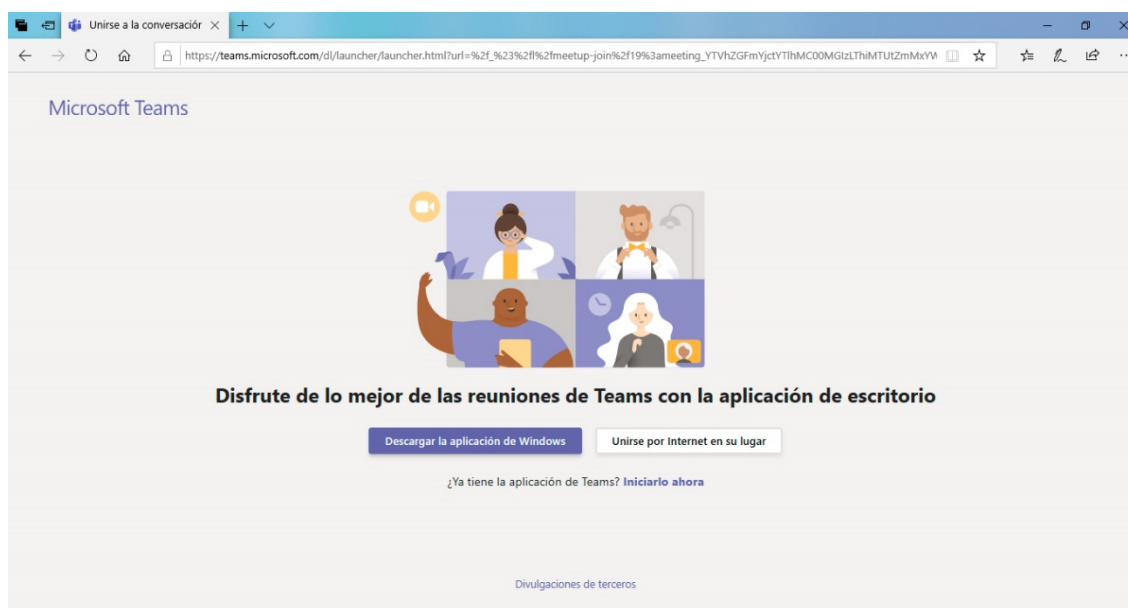 Unirse a la conversación
https://teams.microsoft.com/dl/launcher/launcher.html?url=%2f_%23%2fl%2fmeetup-join%2f19%3ameeting_YTVhZGFmYjctYTlhMC00MGIzLThiMTUtZmMxYW
Microsoft Teams
Disfrute de lo mejor de las reuniones de Teams con la aplicación de escritorio
Descargar la aplicación de Windows
Unirse por Internet en su lugar
¿Ya tiene la aplicación de Teams? Iniciarlo ahora
Divulgaciones de terceros